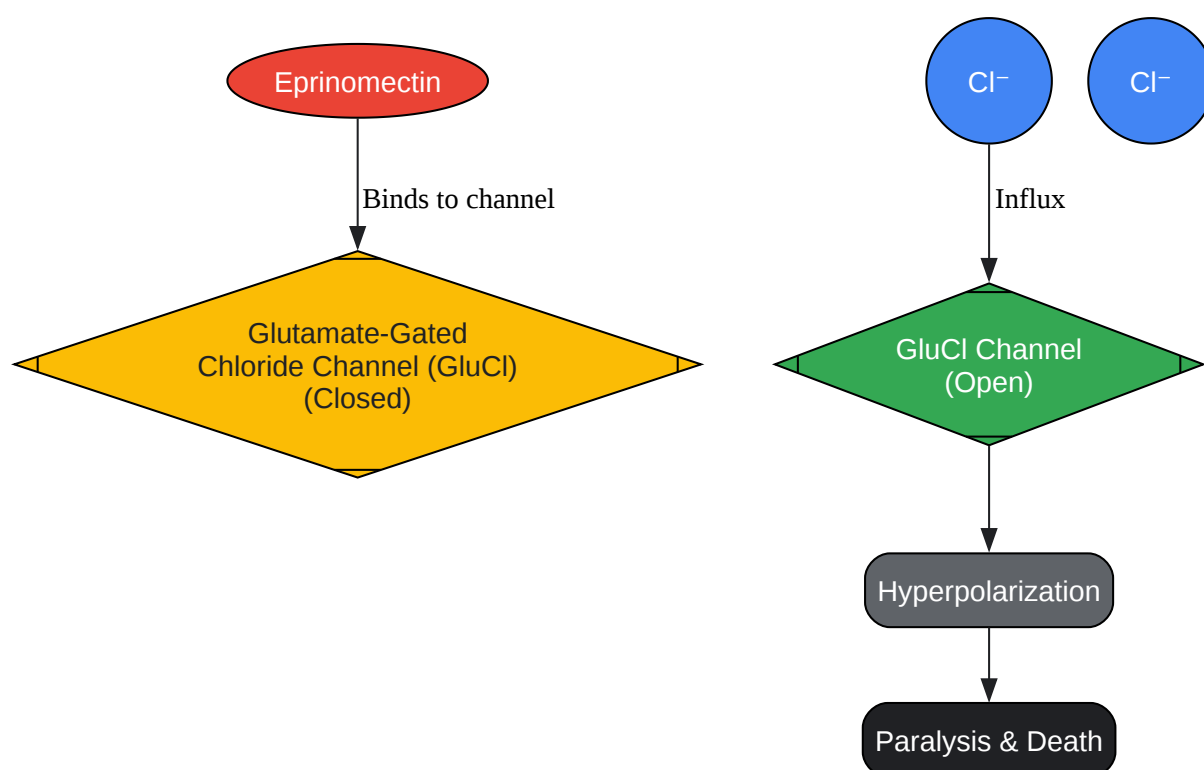 Eprinomectin
Cl⁻
Cl⁻
Binds to channel
Influx
Glutamate-Gated
Chloride Channel (GluCl)
(Closed)
GluCl Channel
(Open)
Hyperpolarization
Paralysis & Death